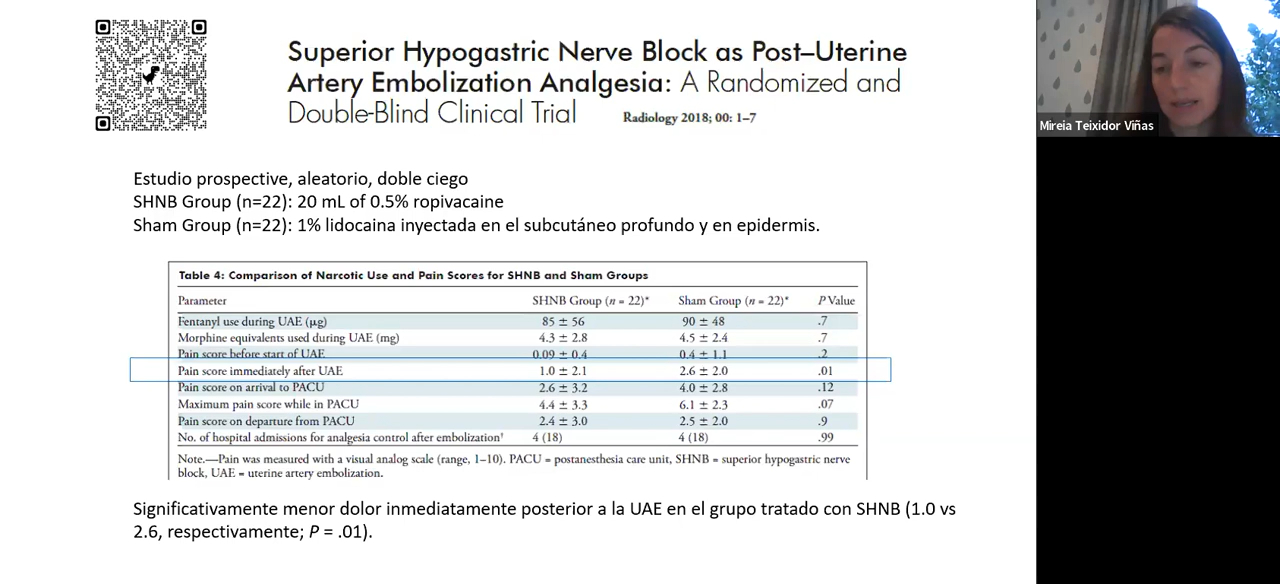 Superior Hypogastric Nerve Block as Post–Uterine
Artery Embolization Analgesia: A Randomized and
Double-Blind Clinical Trial
Radiology 2018; 00: 1–7
Mireia Teixidor Viñas
Estudio prospective, aleatorio, doble ciego
SHNB Group (n=22): 20 mL of 0.5% ropivacaine
Sham Group (n=22): 1% lidocaina inyectada en el subcutáneo profundo y en epidermis.
Table 4: Comparison of Narcotic Use and Pain Scores for SHNB and Sham Groups
Parameter SHNB Group (n = 22)* Sham Group (n = 22)* P Value
Fentanyl use during UAE (µg) 85 ± 56 90 ± 48 .7
Morphine equivalents used during UAE (mg) 4.3 ± 2.8 4.5 ± 2.4 .7
Pain score before start of UAE 0.09 ± 0.4 0.4 ± 1.1 .2
Pain score immediately after UAE 1.0 ± 2.1 2.6 ± 2.0 .01
Pain score on arrival to PACU 2.6 ± 3.2 4.0 ± 2.8 .12
Maximum pain score while in PACU 4.4 ± 3.3 6.1 ± 2.3 .07
Pain score on departure from PACU 2.4 ± 3.0 2.5 ± 2.0 .9
No. of hospital admissions for analgesia control after embolization† 4 (18) 4 (18) .99
Note.—Pain was measured with a visual analog scale (range, 1–10). PACU = postanesthesia care unit, SHNB = superior hypogastric nerve
block, UAE = uterine artery embolization.
Significativamente menor dolor inmediatamente posterior a la UAE en el grupo tratado con SHNB (1.0 vs
2.6, respectivamente; P = .01).